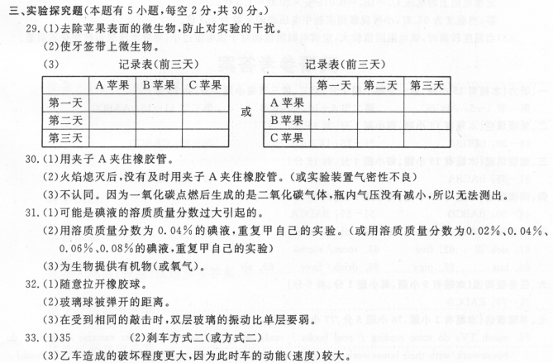 三、实验探究题(本题有5小题,每空2分,共30分。)
29.(1)去除苹果表面的微生物,防止对实验的干扰。
(2)使牙签带上微生物。
(3) 记录表(前三天) 记录表(前三天)
A苹果 B苹果 C苹果 第一天 第二天 第三天
第一天 或 A苹果
第二天 B苹果
第三天 C苹果
30.(1)用夹子A夹住橡胶管。
(2)火焰熄灭后,没有及时用夹子A夹住橡胶管。(或实验装置气密性不良)
(3)不认同。因为一氧化碳点燃后生成的是二氧化碳气体,瓶内气压没有减小,所以无法测出。
31.(1)可能是碘液的溶质质量分数过大引起的。
(2)用溶质质量分数为0.04%的碘液,重复甲自己的实验。(或用溶质质量分数为0.02%、0.04%、
0.06%、0.08%的碘液,重复甲自己的实验)
(3)为生物提供有机物(或氧气)。
32.(1)随意拉开橡胶球。
(2)玻璃球被弹开的距离。
(3)在受到相同的敲击时,双层玻璃的振动比单层要弱。
33.(1)35 (2)刹车方式二(或方式二)
(3)乙车造成的破坏程度更大,因为此时车的动能(速度)较大。